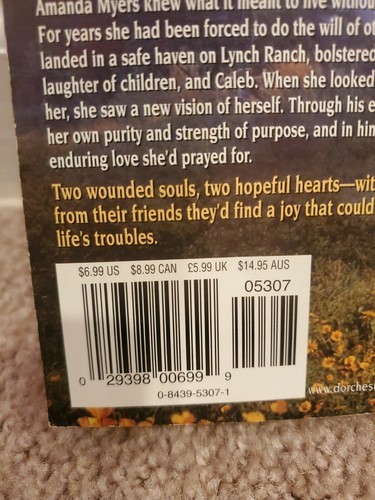 Amanda Myers knew what it meant to live without
For years she had been forced to do the will of
landed in a safe haven on Lynch Ranch, bolstered
laughter of children, and Caleb. When she looked
her, she saw a new vision of herself. Through his
her own purity and strength of purpose, and in
enduring love she'd prayed for.
Two wounded souls, two hopeful hearts—
from their friends they'd find a joy that could
life's troubles.
$6.99 US $8.99 CAN £5.99 UK $14.95 AUS
05307
0 29398 00699 9
0-8439-5307-1
www.dorches